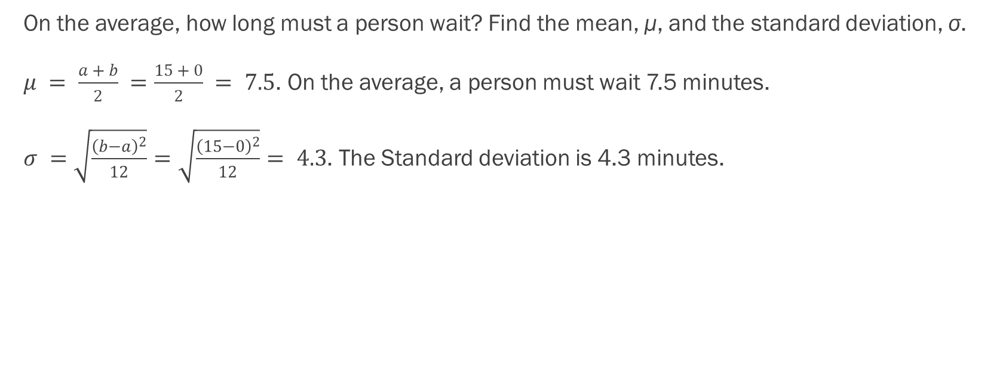 On the average, how long must a person wait? Find the mean, μ, and the standard deviation, σ.
μ = (a + b)/2 = (15 + 0)/2 = 7.5. On the average, a person must wait 7.5 minutes.
σ = √((b−a)²/12) = √((15−0)²/12) = 4.3. The Standard deviation is 4.3 minutes.